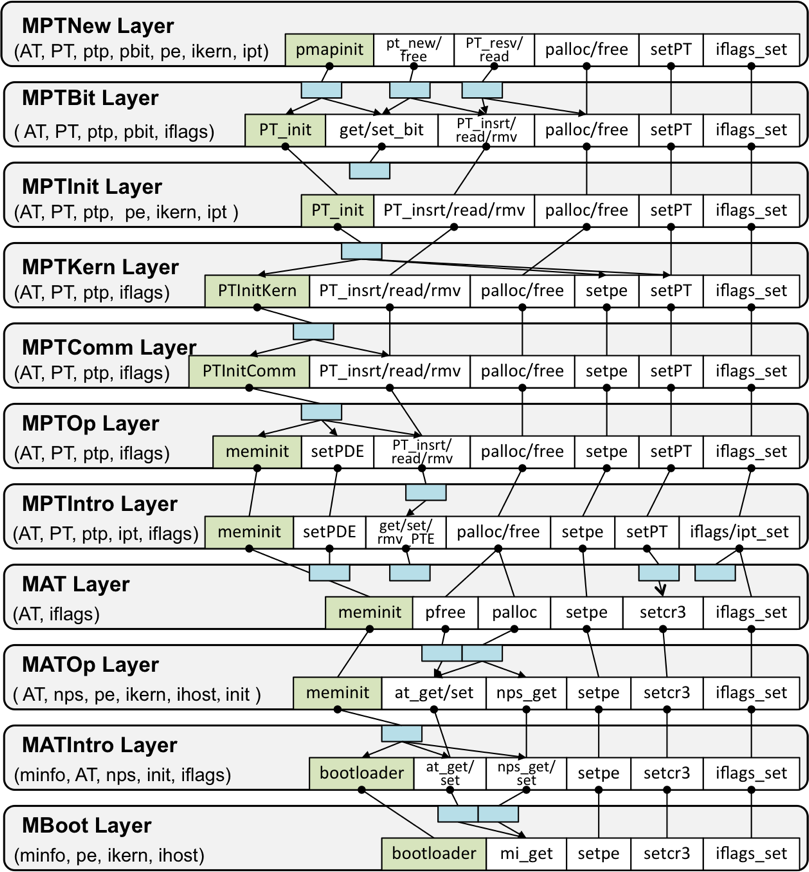 MPTNew Layer
(AT, PT, ptp, pbit, pe, ikern, ipt)
pmapinit pt_new/ free PT_resv/ read palloc/free setPT iflags_set
MPTBit Layer
( AT, PT, ptp, pbit, iflags)
PT_init get/set_bit PT_insrt/ read/rmv palloc/free setPT iflags_set
MPTInit Layer
(AT, PT, ptp, pe, ikern, ipt )
PT_init PT_insrt/read/rmv palloc/free setPT iflags_set
MPTKern Layer
(AT, PT, ptp, iflags)
PTInitKern PT_insrt/read/rmv palloc/free setpe setPT iflags_set
MPTComm Layer
(AT, PT, ptp, iflags)
PTInitComm PT_insrt/read/rmv palloc/free setpe setPT iflags_set
MPTOp Layer
(AT, PT, ptp, iflags)
meminit setPDE PT_insrt/ read/rmv palloc/free setpe setPT iflags_set
MPTIntro Layer
(AT, PT, ptp, ipt, iflags)
meminit setPDE get/set/ rmv_PTE palloc/free setpe setPT iflags/ipt_set
MAT Layer
(AT, iflags)
meminit pfree palloc setpe setcr3 iflags_set
MATOp Layer
( AT, nps, pe, ikern, ihost, init )
meminit at_get/set nps_get setpe setcr3 iflags_set
MATIntro Layer
(minfo, AT, nps, init, iflags)
bootloader at_get/ set nps_get/ set setpe setcr3 iflags_set
MBoot Layer
(minfo, pe, ikern, ihost)
bootloader mi_get setpe setcr3 iflags_set